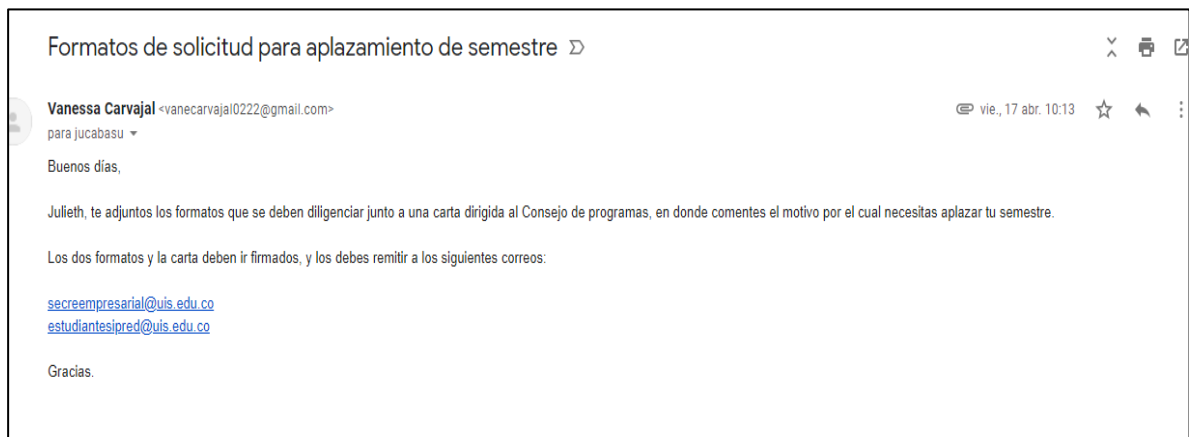 Formatos de solicitud para aplazamiento de semestre
Vanessa Carvajal <vanecarvajal0222@gmail.com>
vie., 17 abr. 10:13
para jucabasu
Buenos días,
Julieth, te adjuntos los formatos que se deben diligenciar junto a una carta dirigida al Consejo de programas, en donde comentes el motivo por el cual necesitas aplazar tu semestre.
Los dos formatos y la carta deben ir firmados, y los debes remitir a los siguientes correos:
secreempresarial@uis.edu.co
estudiantesipred@uis.edu.co
Gracias.